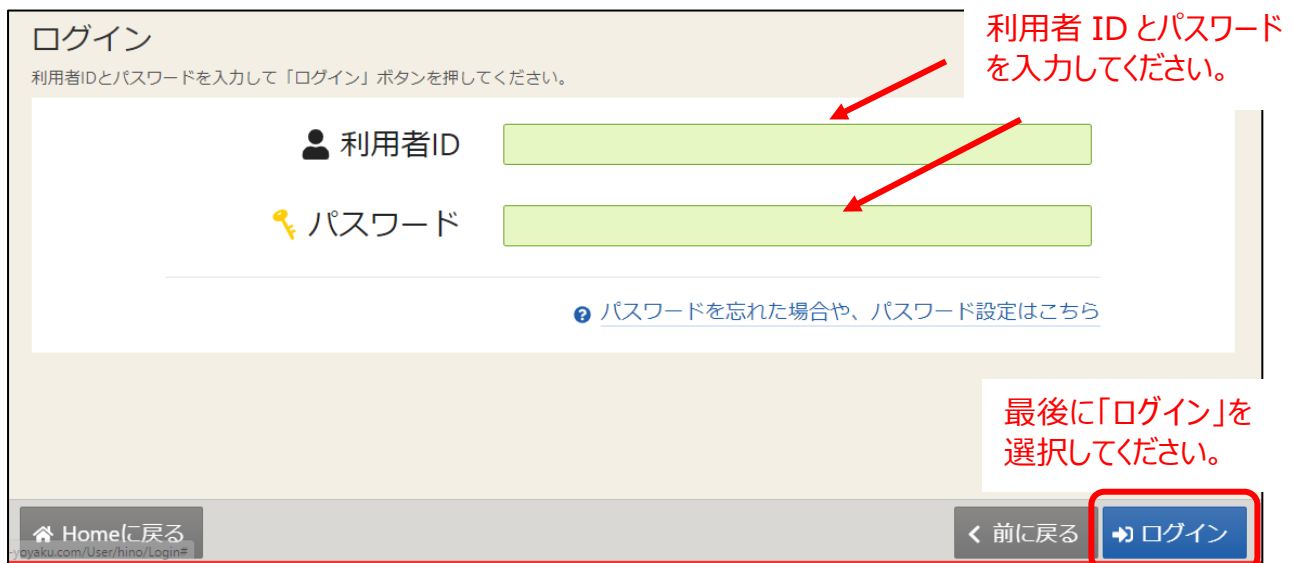 ログイン
利用者IDとパスワードを入力して「ログイン」ボタンを押してください。
利用者 ID とパスワード
を入力してください。
利用者ID
パスワード
パスワードを忘れた場合や、パスワード設定はこちら
最後に「ログイン」を
選択してください。
Homeに戻る
前に戻る
ログイン
-yoyaku.com/User/hino/Login#